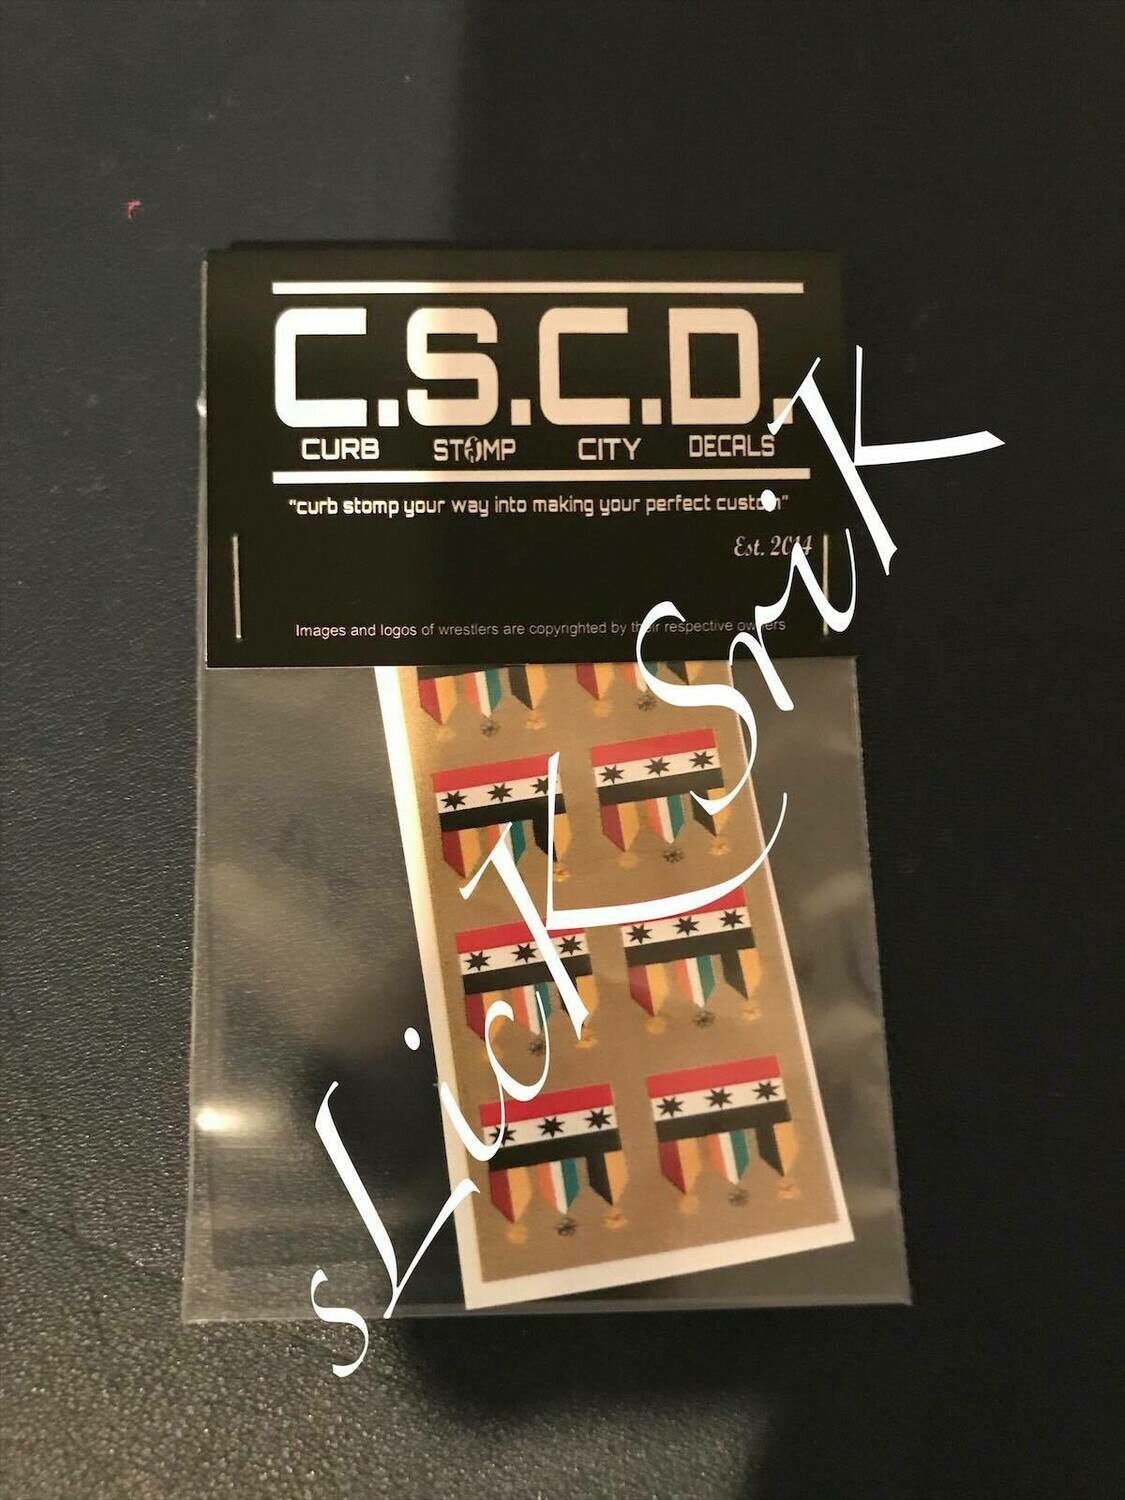 C.S.C.D.
CURB STOMP CITY DECALS
"curb stomp your way into making your perfect custom"
Est. 2014
Images and logos of wrestlers are copyrighted by their respective owners
sLicK SniK